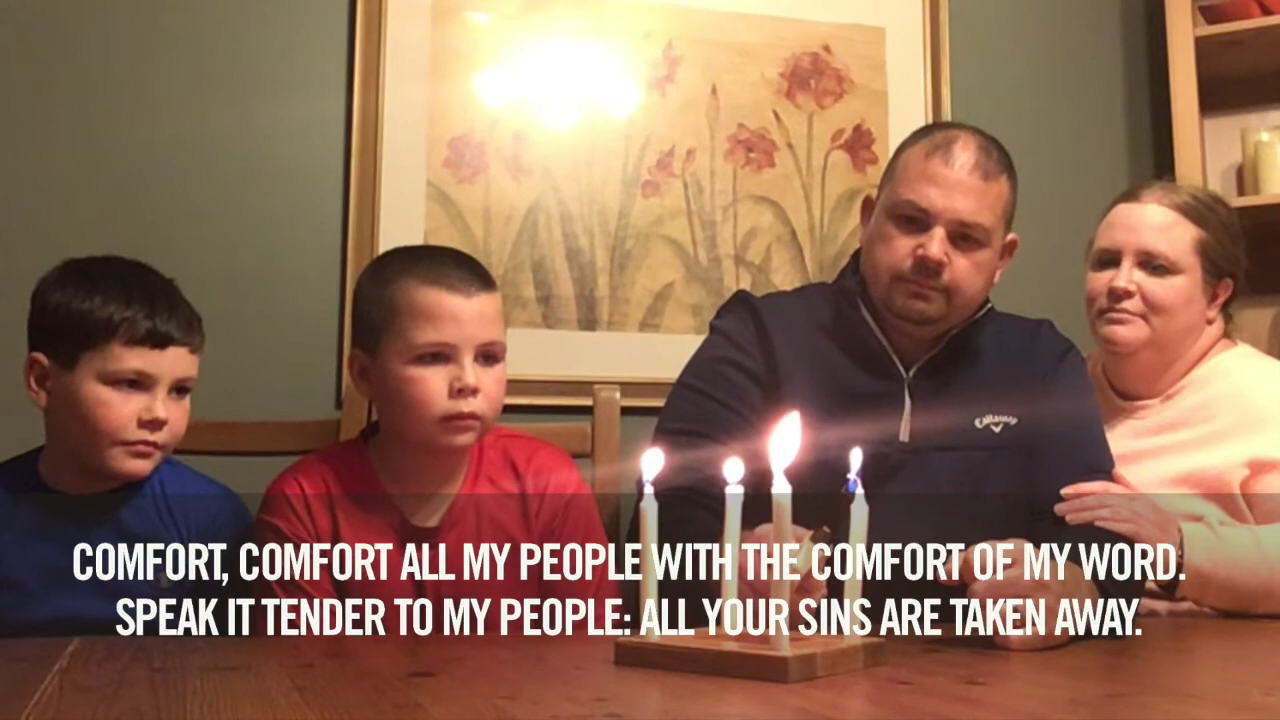 Callaway
COMFORT, COMFORT ALL MY PEOPLE WITH THE COMFORT OF MY WORD.
SPEAK IT TENDER TO MY PEOPLE: ALL YOUR SINS ARE TAKEN AWAY.